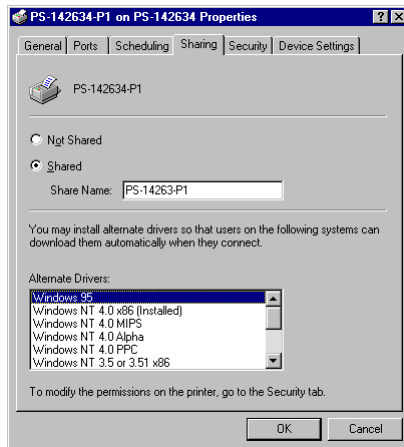 PS-142634-P1 on PS-142634 Properties
General Ports Scheduling Sharing Security Device Settings
PS-142634-P1
Not Shared
Shared
Share Name: PS-14263-P1
You may install alternate drivers so that users on the following systems can
download them automatically when they connect.
Alternate Drivers:
Windows 95
Windows NT 4.0 x86 (Installed)
Windows NT 4.0 MIPS
Windows NT 4.0 Alpha
Windows NT 4.0 PPC
Windows NT 3.5 or 3.51 x86
To modify the permissions on the printer, go to the Security tab.
OK Cancel